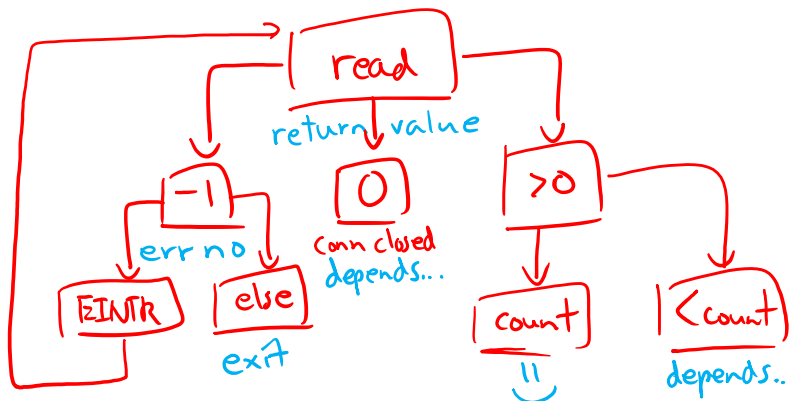 read
return value
-1
0
>0
errno
conn closed
depends...
EINTR
else
count
<count
exit
depends..